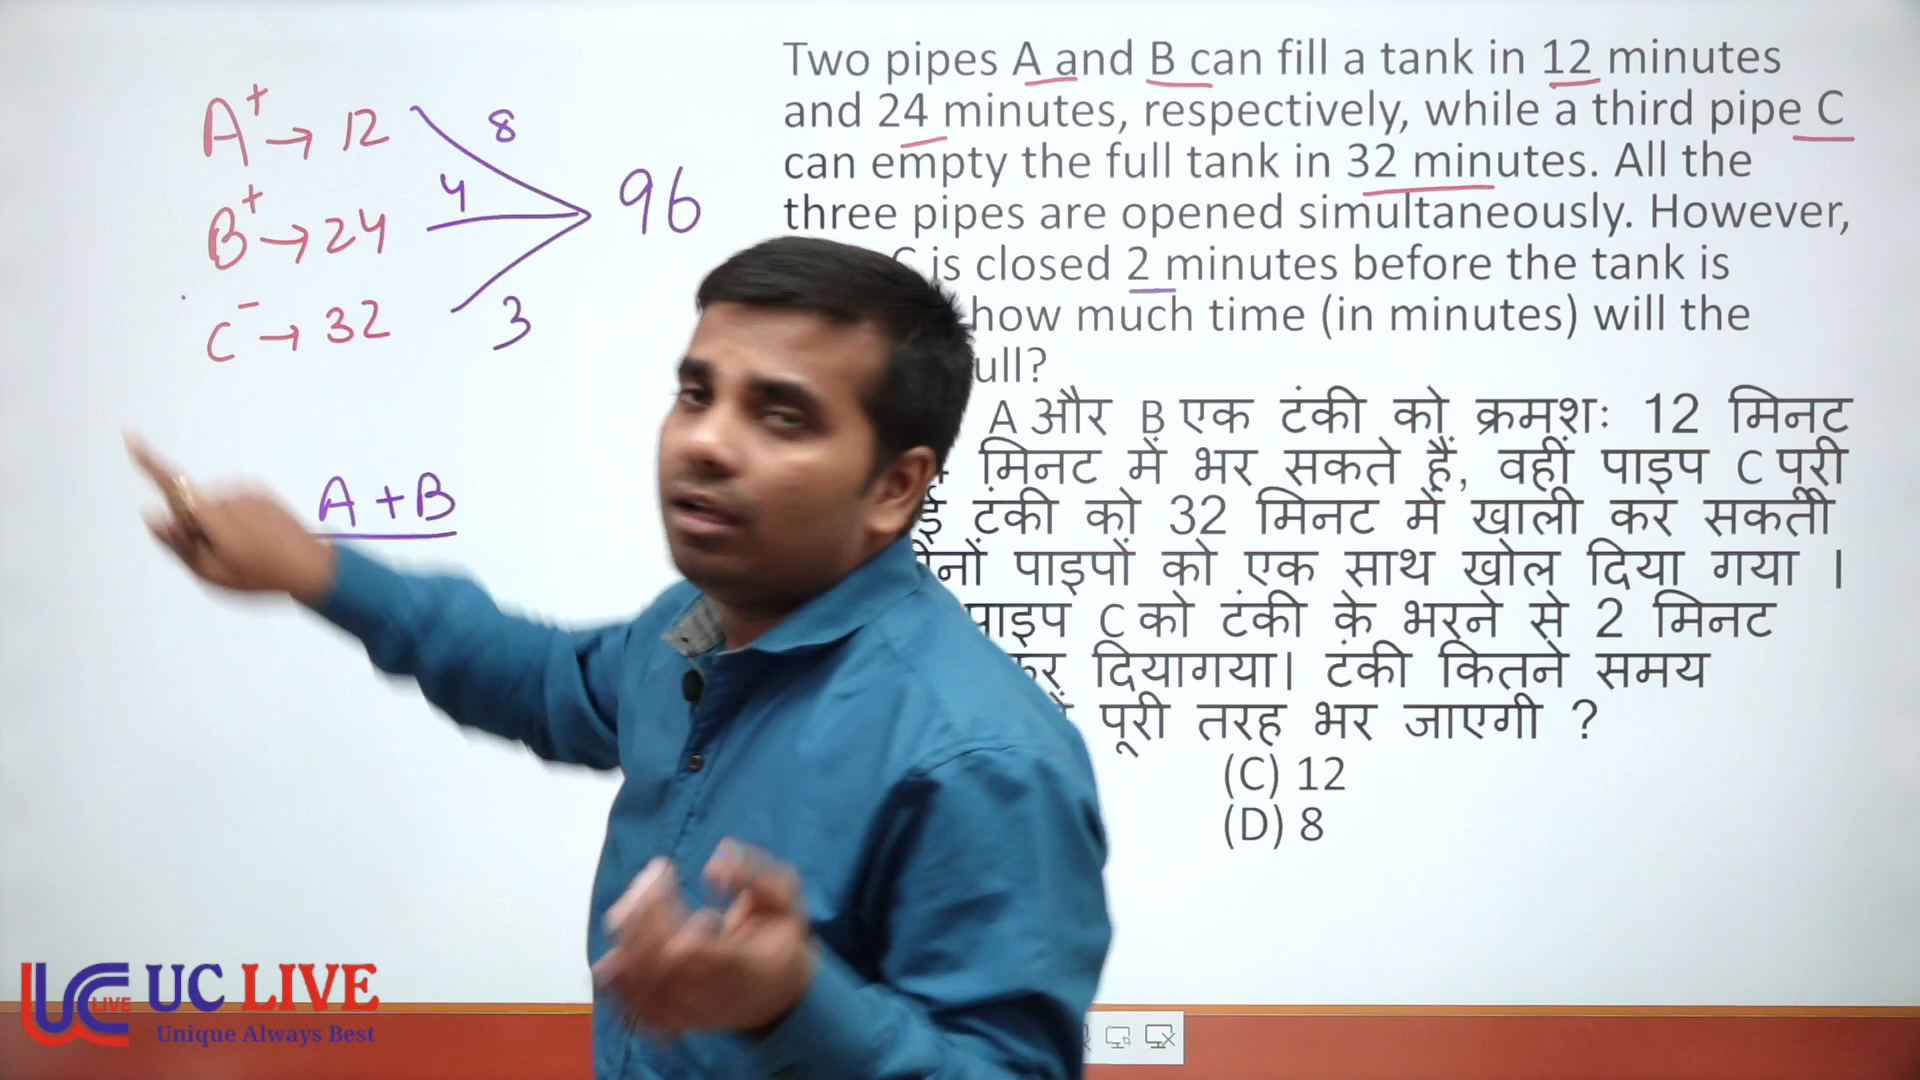 A+ → 12
B+ → 24
C- → 32
8
4
3
96
A + B
Two pipes A and B can fill a tank in 12 minutes
and 24 minutes, respectively, while a third pipe C
can empty the full tank in 32 minutes. All the
three pipes are opened simultaneously. However,
C is closed 2 minutes before the tank is
how much time (in minutes) will the
A और B एक टंकी को क्रमशः 12 मिनट
मिनट में भर सकते हैं, वहीं पाइप C पूरी
टंकी को 32 मिनट में खाली कर सकती
पाइपों को एक साथ खोल दिया गया ।
C को टंकी के भरने से 2 मिनट
दियागया। टंकी कितने समय
पूरी तरह भर जाएगी ?
(C) 12
(D) 8
UC LIVE
UC LIVE
Unique Always Best